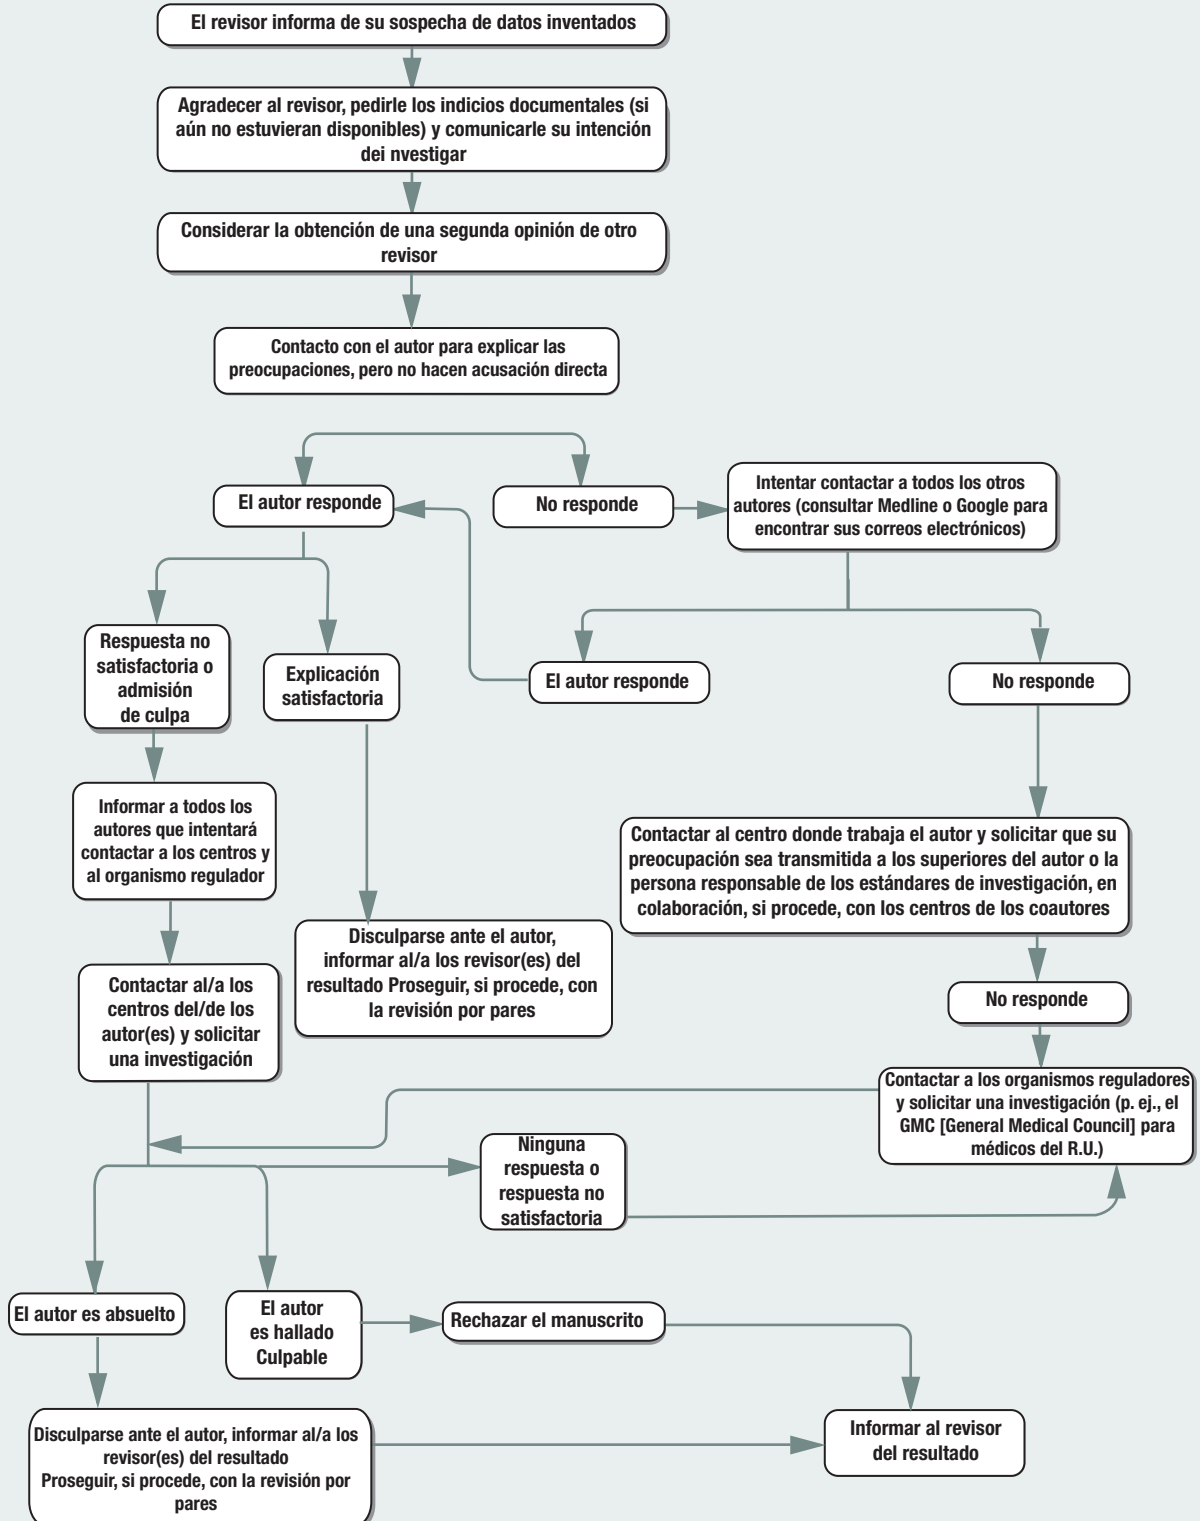 El revisor informa de su sospecha de datos inventados
Agradecer al revisor, pedirle los indicios documentales (si
aún no estuvieran disponibles) y comunicarle su intención
dei nvestigar
Considerar la obtención de una segunda opinión de otro
revisor
Contacto con el autor para explicar las
preocupaciones, pero no hacen acusación directa
El autor responde
No responde
Intentar contactar a todos los otros
autores (consultar Medline o Google para
encontrar sus correos electrónicos)
Respuesta no
satisfactoria o
admisión
de culpa
Explicación
satisfactoria
El autor responde
No responde
Informar a todos los
autores que intentará
contactar a los centros y
al organismo regulador
Contactar al centro donde trabaja el autor y solicitar que su
preocupación sea transmitida a los superiores del autor o la
persona responsable de los estándares de investigación, en
colaboración, si procede, con los centros de los coautores
Disculparse ante el autor,
informar al/a los revisor(es) del
resultado Proseguir, si procede, con
la revisión por pares
Contactar al/a los
centros del/de los
autor(es) y solicitar
una investigación
No responde
Contactar a los organismos reguladores
y solicitar una investigación (p. ej., el
GMC [General Medical Council] para
médicos del R.U.)
Ninguna
respuesta o
respuesta no
satisfactoria
El autor es absuelto
El autor
es hallado
Culpable
Rechazar el manuscrito
Disculparse ante el autor, informar al/a los
revisor(es) del resultado
Proseguir, si procede, con la revisión por
pares
Informar al revisor
del resultado